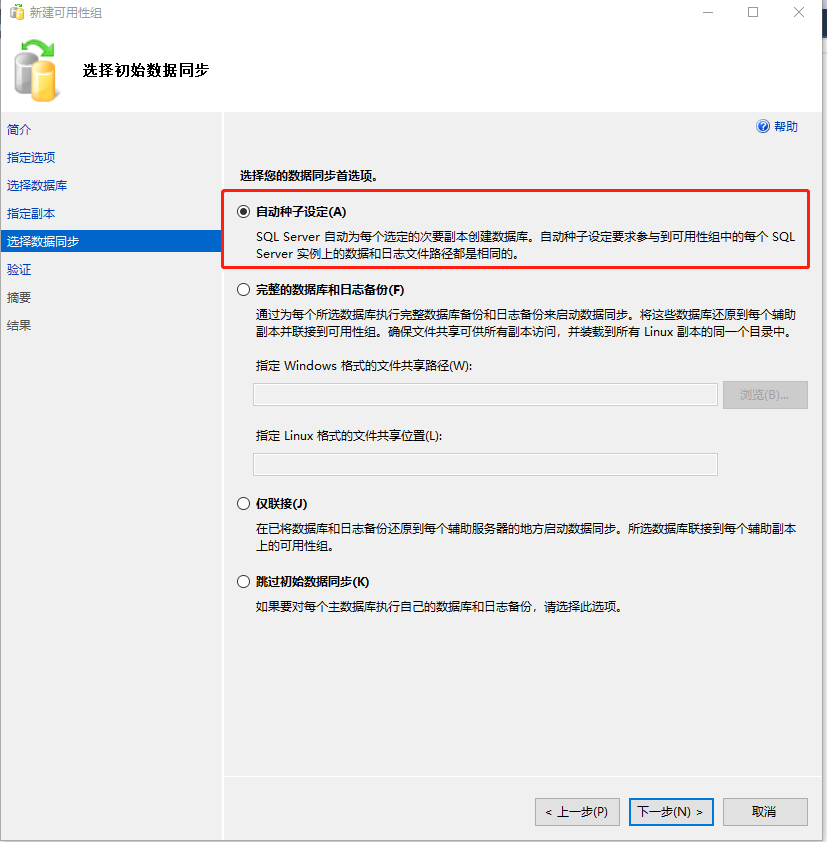 新建可用性组
选择初始数据同步
简介
指定选项
选择数据库
指定副本
选择数据同步
验证
摘要
结果
帮助
选择您的数据同步首选项。
自动种子设定(A)
SQL Server 自动为每个选定的次要副本创建数据库。自动种子设定要求参与到可用性组中的每个 SQL
Server 实例上的数据和日志文件路径都是相同的。
完整的数据库和日志备份(F)
通过为每个所选数据库执行完整数据库备份和日志备份来启动数据同步。将这些数据库还原到每个辅助
副本并联接到可用性组。确保文件共享可供所有副本访问，并装载到所有 Linux 副本的同一个目录中。
指定 Windows 格式的文件共享路径(W):
浏览(B)...
指定 Linux 格式的文件共享位置(L):
仅联接(J)
在已将数据库和日志备份还原到每个辅助服务器的地方启动数据同步。所选数据库联接到每个辅助副本
上的可用性组。
跳过初始数据同步(K)
如果要对每个主数据库执行自己的数据库和日志备份，请选择此选项。
< 上一步(P)
下一步(N) >
取消